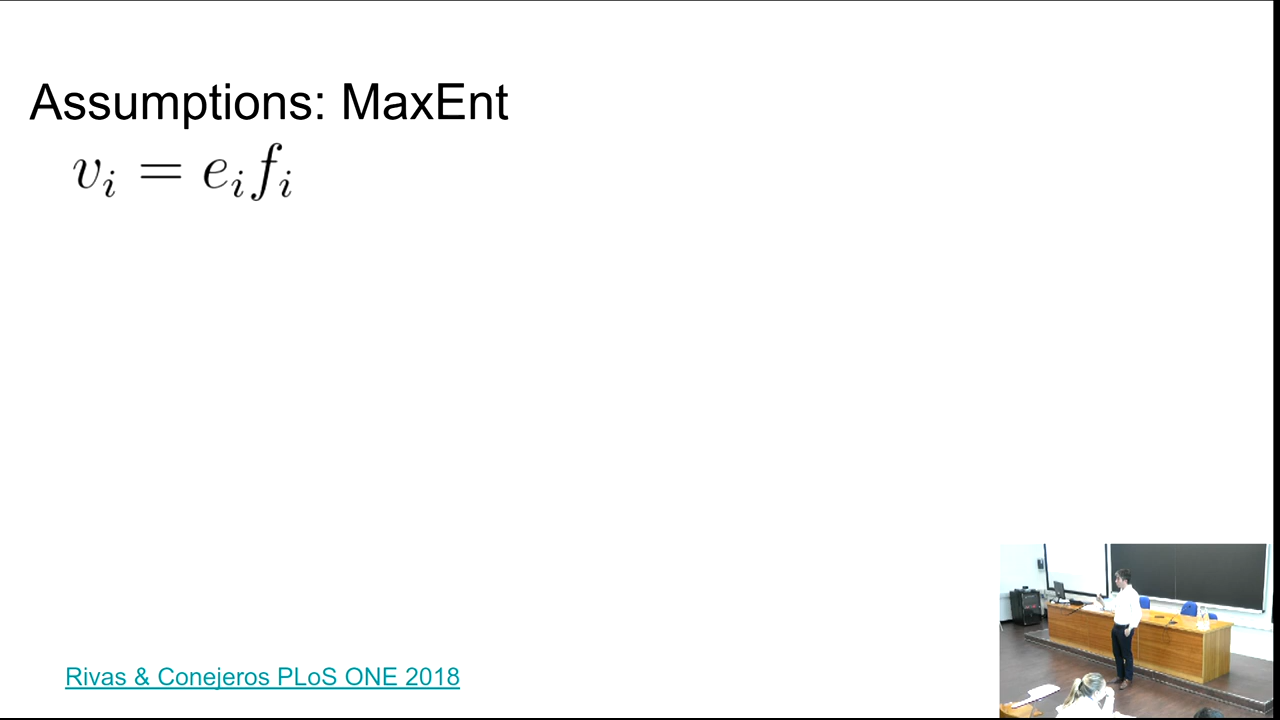 Assumptions: MaxEnt
v_i = e_i f_i
Rivas & Conejeros PLoS ONE 2018